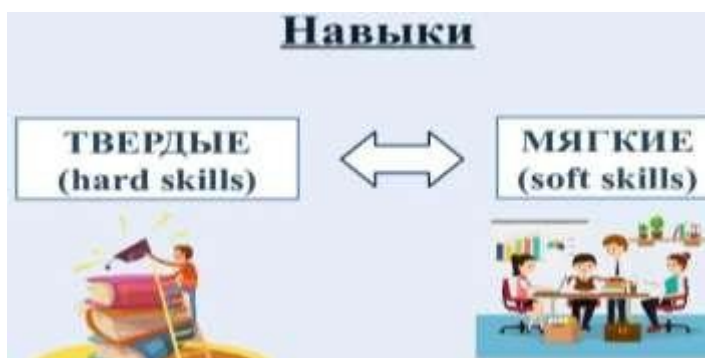 Навыки
ТВЕРДЫЕ
(hard skills)
МЯГКИЕ
(soft skills)